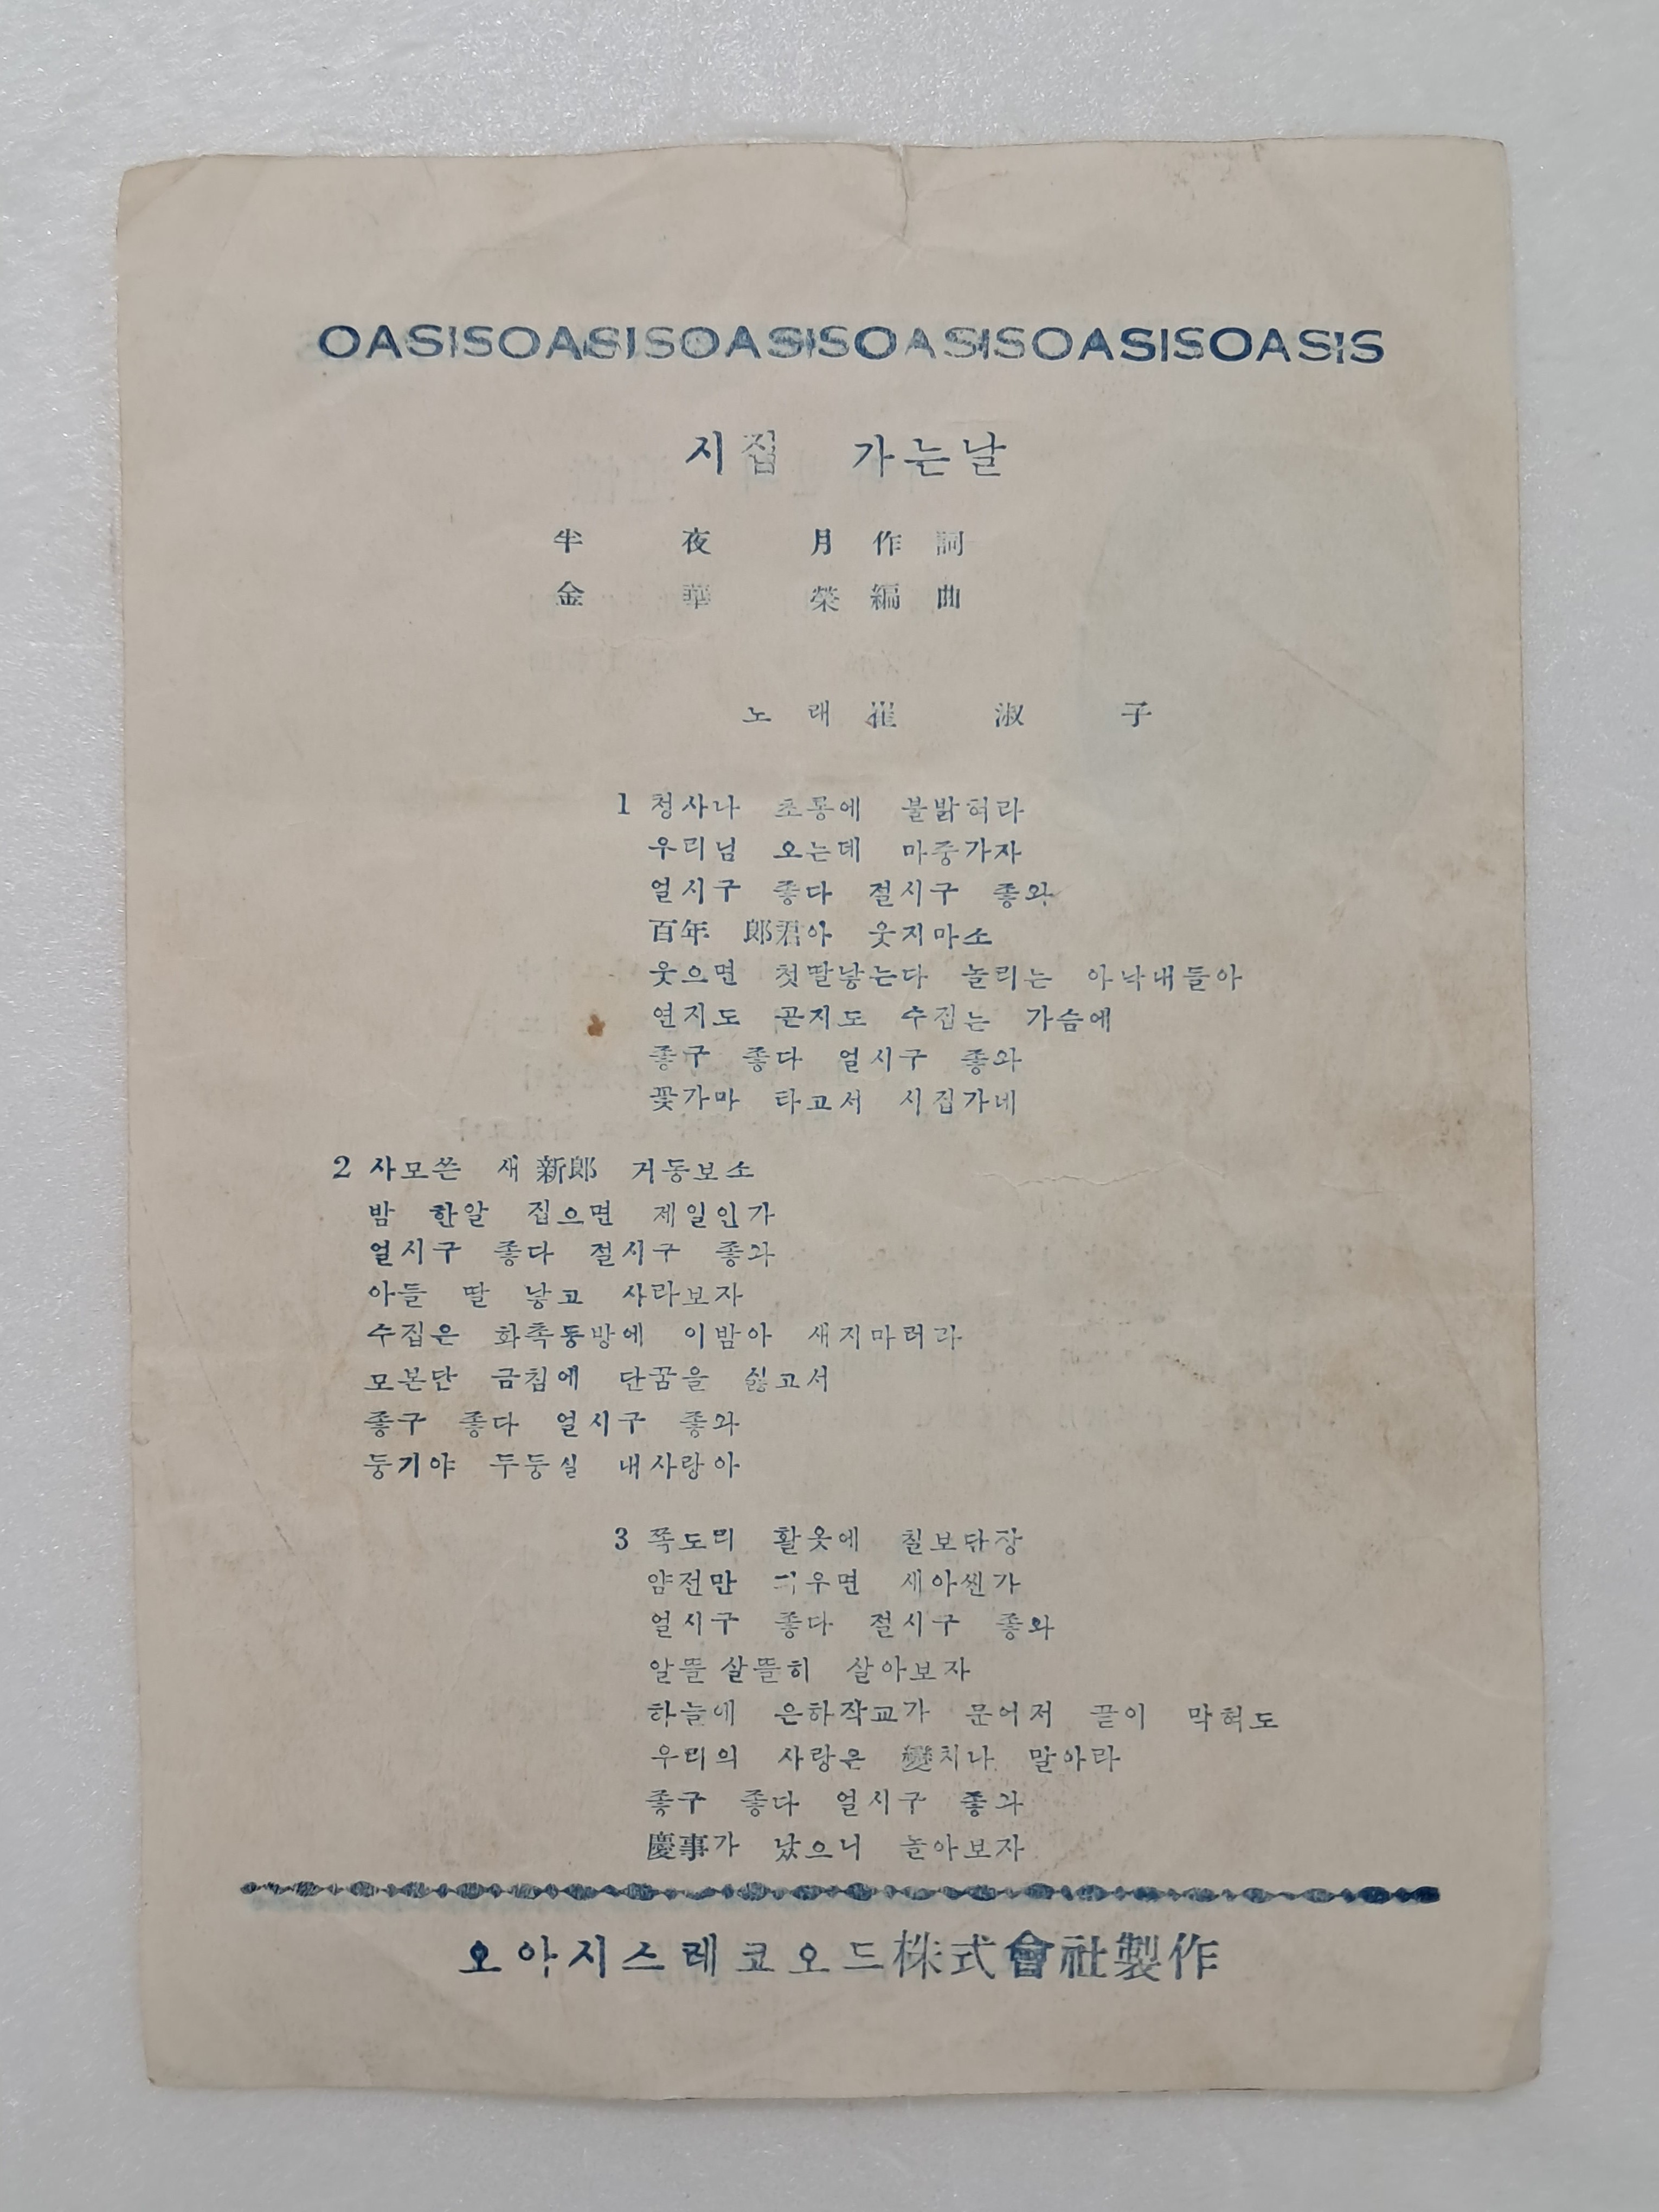 OASISOASISOASISOASISOASISOASIS
시집 가는날
半夜月作詞
金華榮編曲
노래 崔淑子
1 청사나 초롱에 불밝혀라
우리님 오는데 마중가자
얼시구 좋다 절시구 좋와
百年 郎君아 웃지마소
웃으면 첫딸낳는다 놀리는 아낙내들아
연지도 곤지도 수집는 가슴에
좋구 좋다 얼시구 좋와
꽃가마 타고서 시집가네
2 사모쓴 새 新郎 거동보소
밤 한알 집으면 제일인가
얼시구 좋다 절시구 좋와
아들 딸 낳고 사라보자
수집은 화촉동방에 이밤아 새지마러라
모본단 금침에 단꿈을 싫고서
좋구 좋다 얼시구 좋와
둥기야 두둥실 내사랑아
3 쪽도리 활옷에 칠보단장
얌전만 우면 세아씬가
얼시구 좋다 절시구 좋와
알뜰 살뜰히 살아보자
하늘에 은하작교가 문어저 끝이 막혀도
우리의 사랑은 變치나 말아라
좋구 좋다 얼시구 좋와
慶事가 났으니 놀아보자
오아시스레코오드株式會社製作